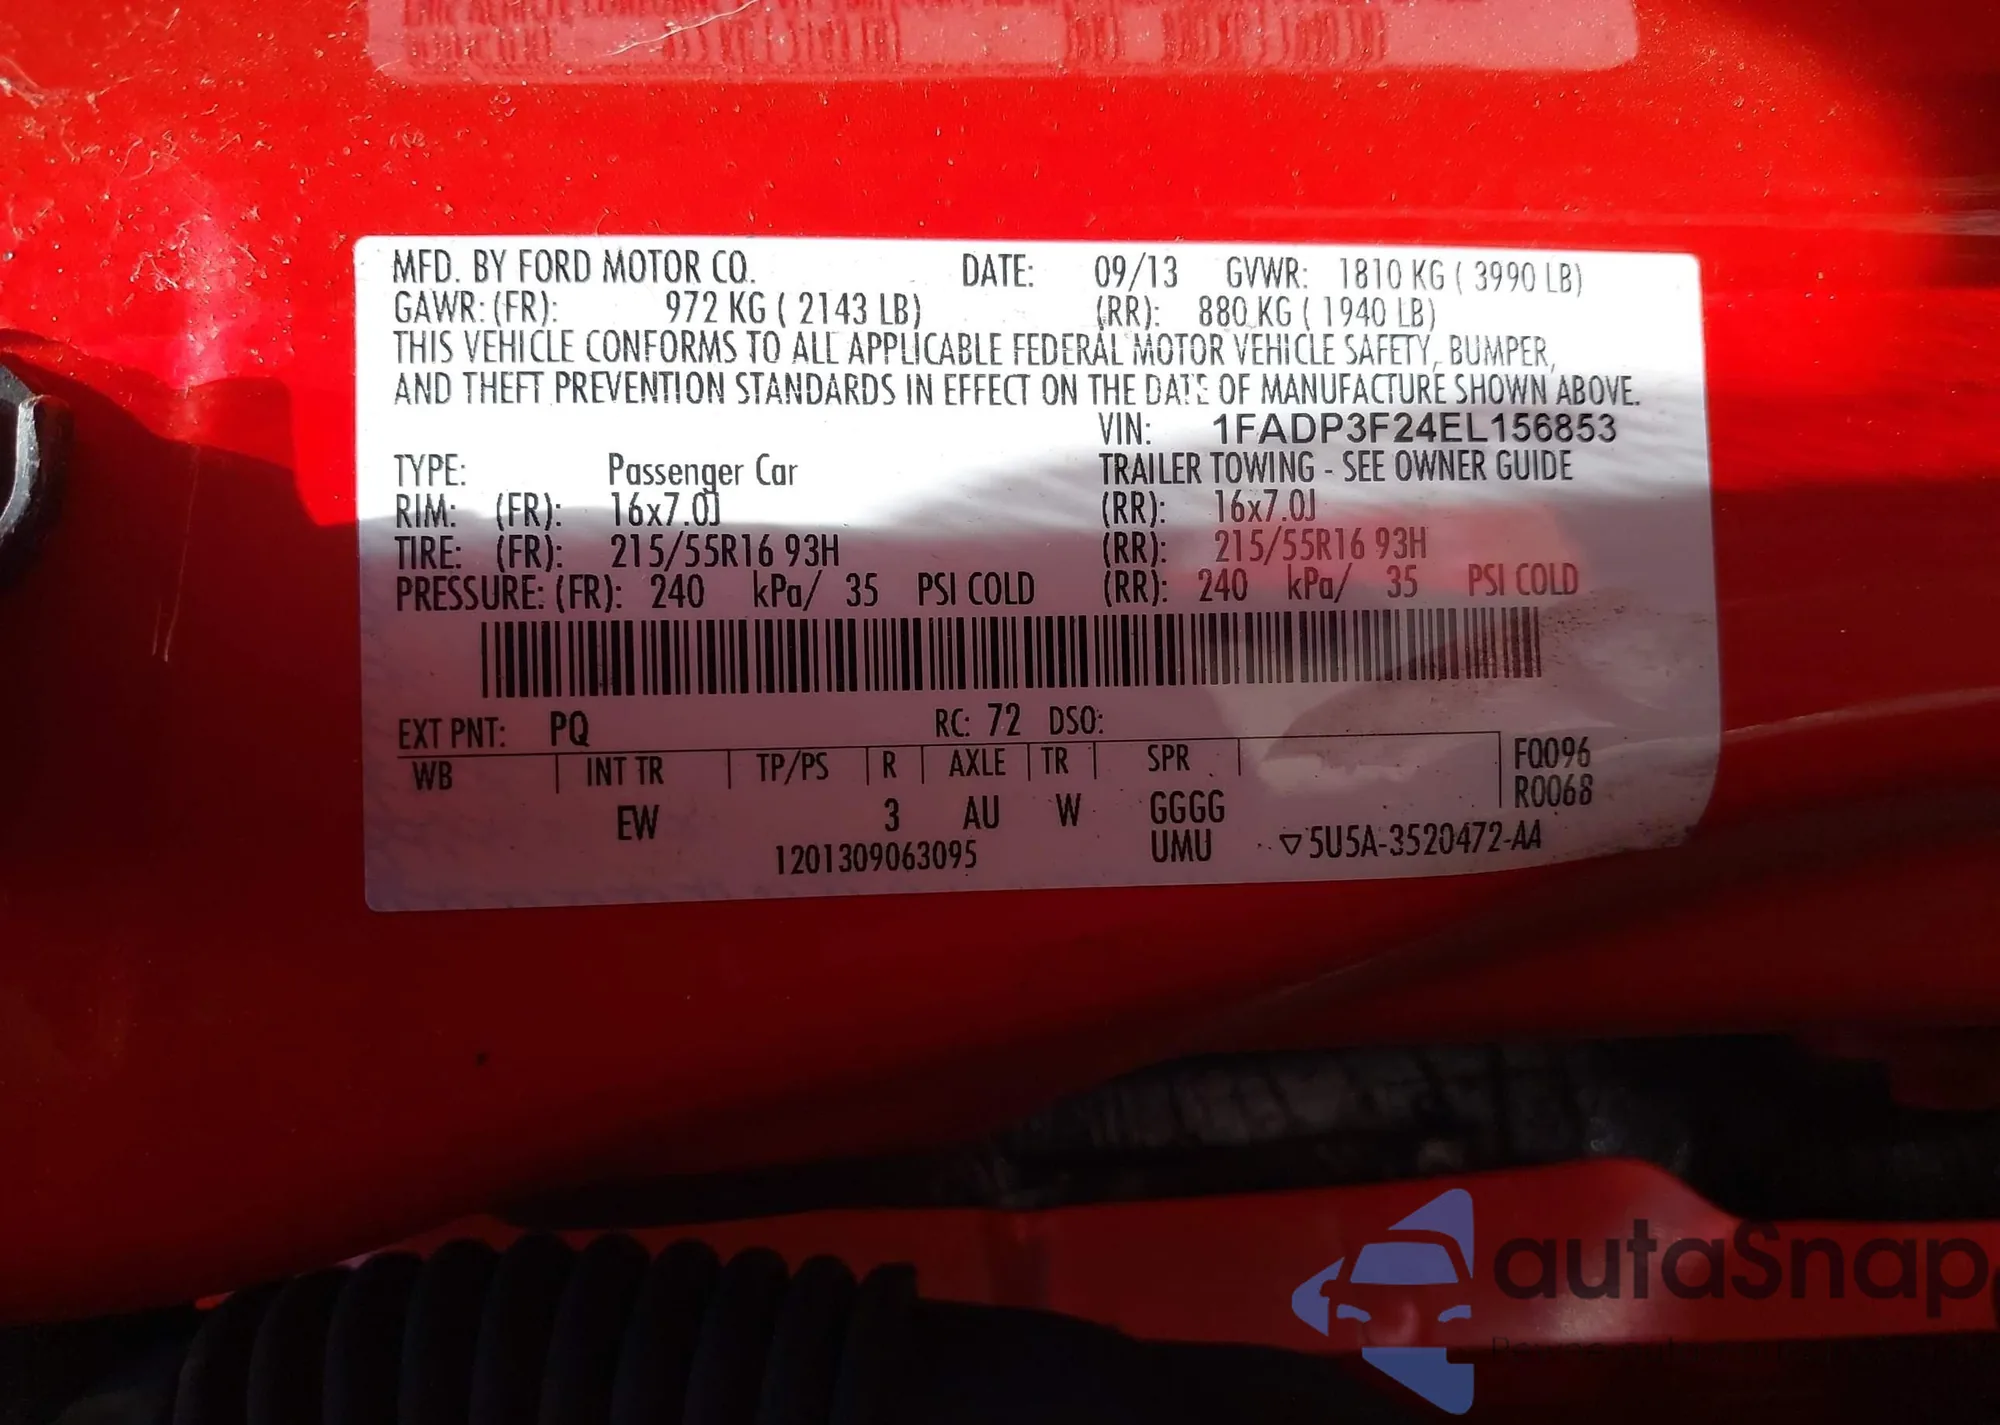 MFD. BY FORD MOTOR CO. DATE: 09/13 GVWR: 1810 KG ( 3990 LB)
GAWR: (FR): 972 KG ( 2143 LB) (RR): 880 KG ( 1940 LB)
THIS VEHICLE CONFORMS TO ALL APPLICABLE FEDERAL MOTOR VEHICLE SAFETY, BUMPER,
AND THEFT PREVENTION STANDARDS IN EFFECT ON THE DATE OF MANUFACTURE SHOWN ABOVE.
VIN: 1FADP3F24EL156853
TYPE: Passenger Car TRAILER TOWING - SEE OWNER GUIDE
RIM: (FR): 16x7.0J (RR): 16x7.0J
TIRE: (FR): 215/55R16 93H (RR): 215/55R16 93H
PRESSURE: (FR): 240 kPa/ 35 PSI COLD (RR): 240 kPa/ 35 PSI COLD
EXT PNT: PQ RC: 72 DSO:
WB INT TR TP/PS R AXLE TR SPR F0096
R0068
EW 3 AU W GGGG
1201309063095 UMU ▽5U5A-3520472-AA
autaSnap